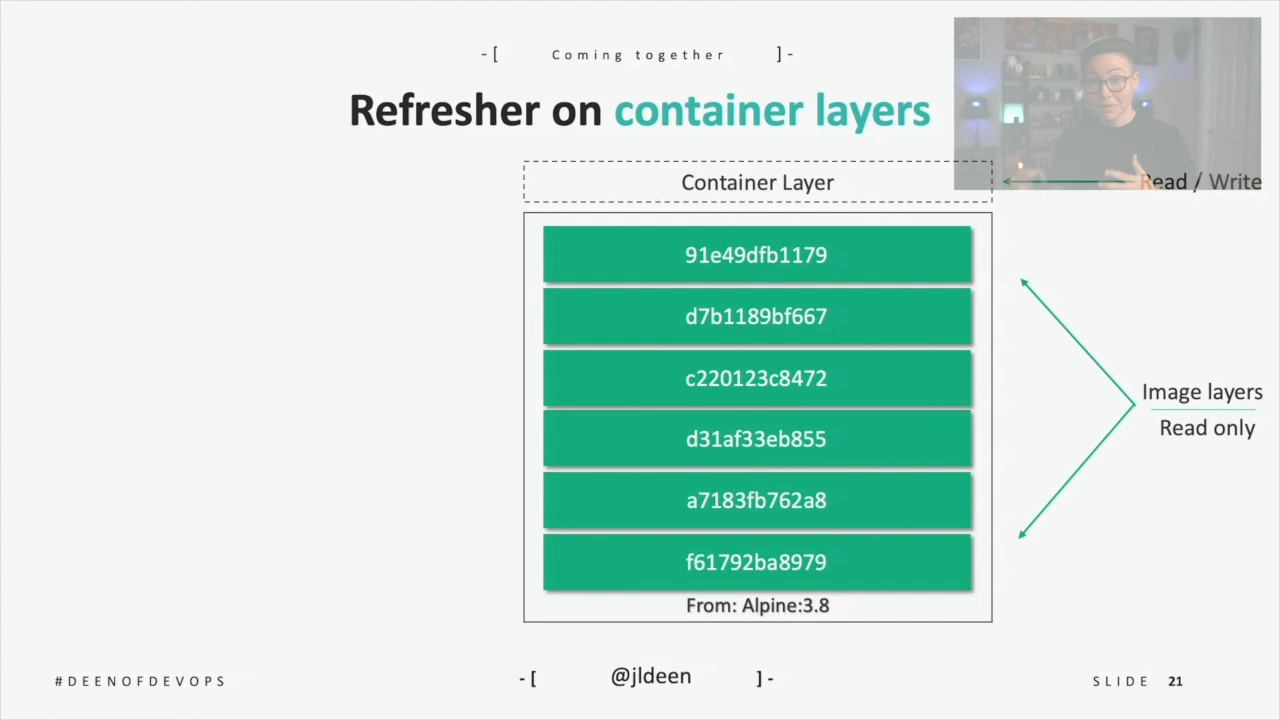 -[ Coming together ]-
Refresher on container layers
Container Layer
Read / Write
91e49dfb1179
d7b1189bf667
c220123c8472
d31af33eb855
a7183fb762a8
f61792ba8979
From: Alpine:3.8
Image layers
Read only
#DEENOFDEVOPS
-[ @jldeen ]-
SLIDE 21